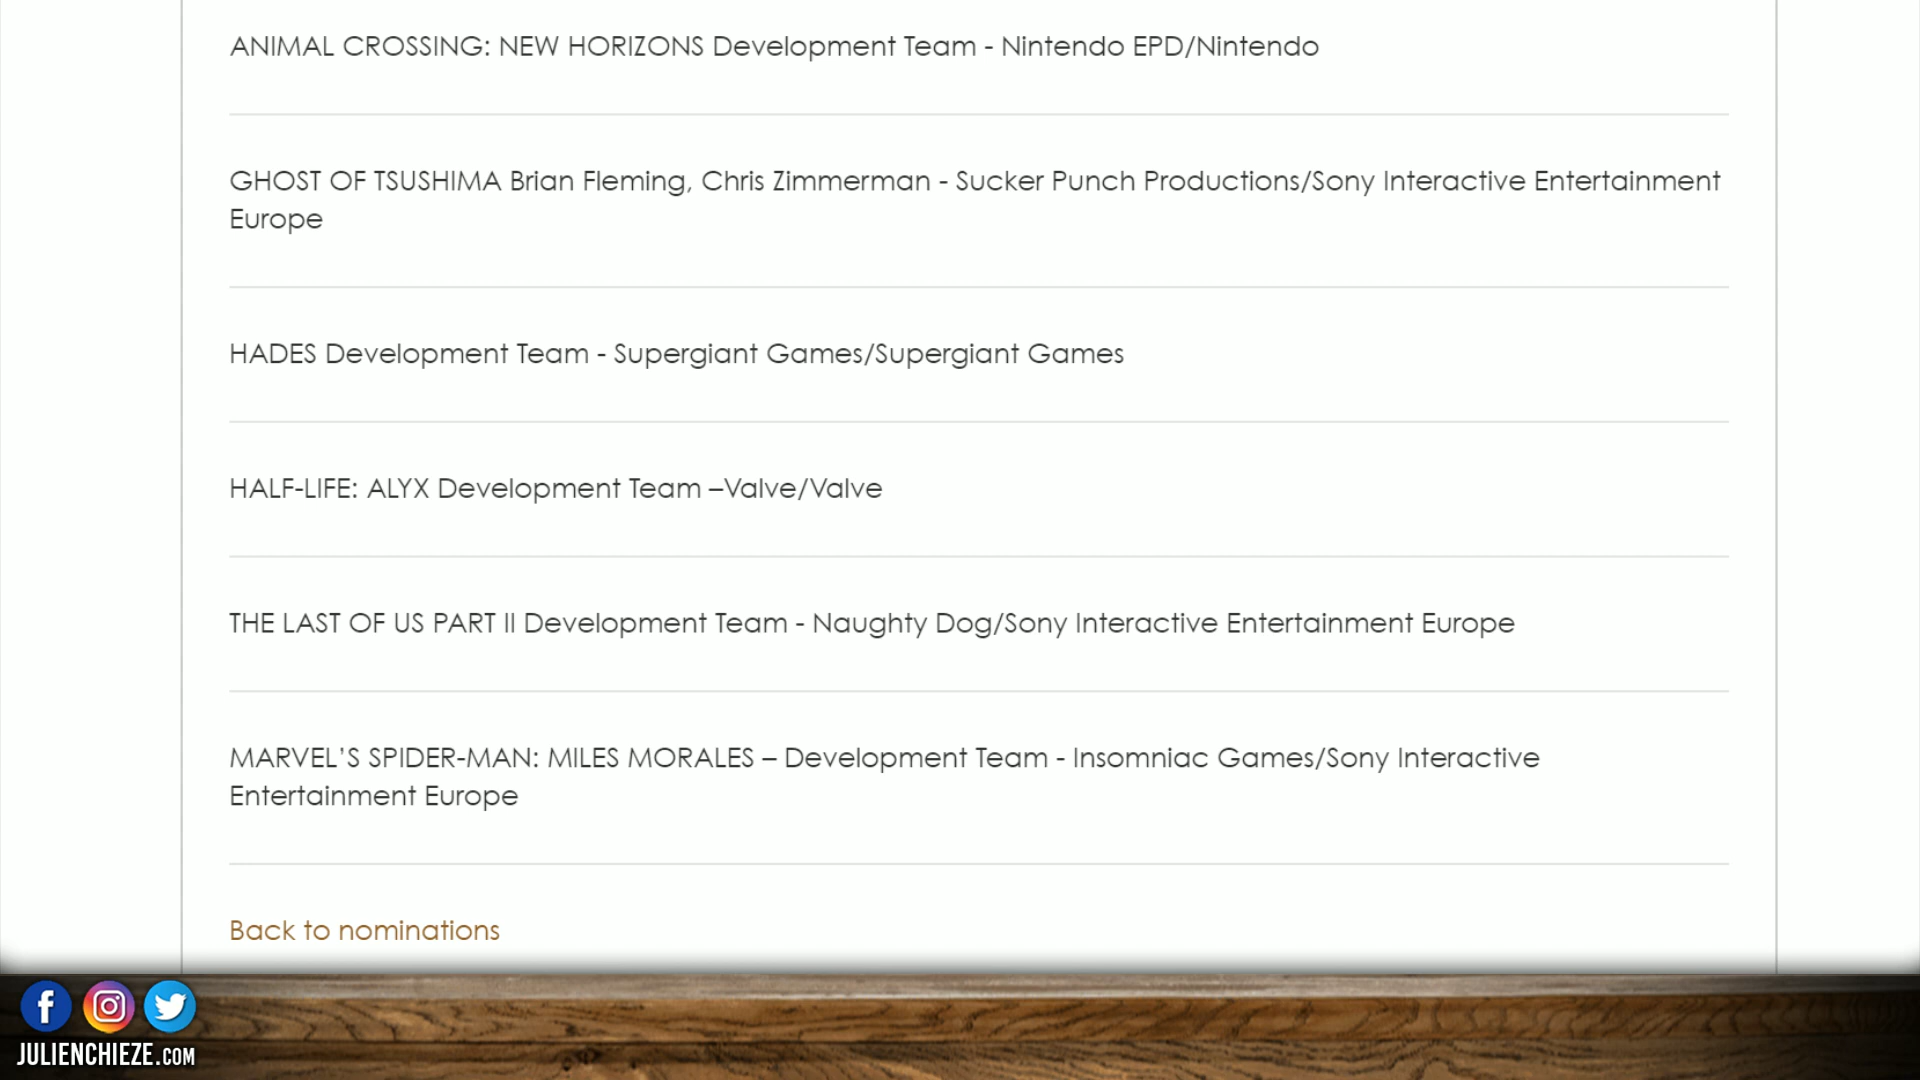 ANIMAL CROSSING: NEW HORIZONS Development Team - Nintendo EPD/Nintendo
GHOST OF TSUSHIMA Brian Fleming, Chris Zimmerman - Sucker Punch Productions/Sony Interactive Entertainment
Europe
HADES Development Team - Supergiant Games/Supergiant Games
HALF-LIFE: ALYX Development Team –Valve/Valve
THE LAST OF US PART II Development Team - Naughty Dog/Sony Interactive Entertainment Europe
MARVEL’S SPIDER-MAN: MILES MORALES – Development Team - Insomniac Games/Sony Interactive
Entertainment Europe
Back to nominations
JULIENCHIEZE.COM